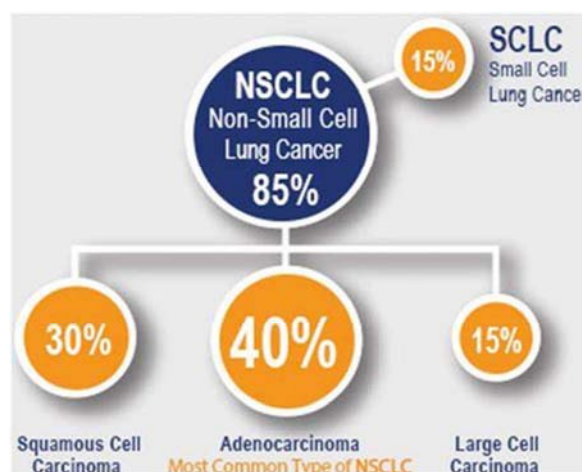 NSCLC
Non-Small Cell
Lung Cancer
85%
15%
SCLC
Small Cell
Lung Cance
30%
40%
15%
Squamous Cell
Carcinoma
Adenocarcinoma
Most Common Type of NSCLC
Large Cell
Carcinoma